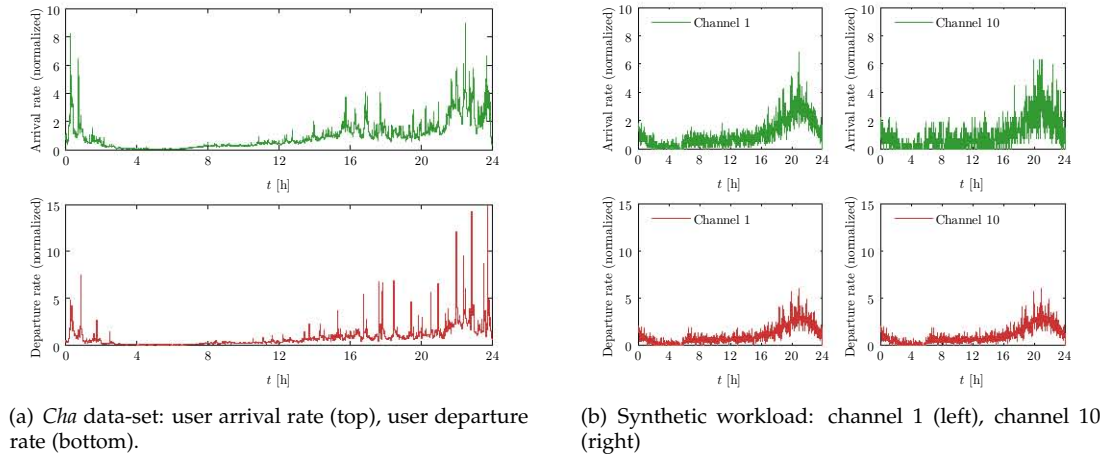 Arrival rate (normalized)
10
8
6
4
2
0
0 4 8 12 16 20 24
t [h]
Departure rate (normalized)
15
10
5
0
0 4 8 12 16 20 24
t [h]
(a) Cha data-set: user arrival rate (top), user departure
rate (bottom).
Arrival rate (normalized)
10
8
6
4
2
0
Channel 1
0 4 8 12 16 20 24
t [h]
Arrival rate (normalized)
10
8
6
4
2
0
Channel 10
0 4 8 12 16 20 24
t [h]
Departure rate (normalized)
15
10
5
0
Channel 1
0 4 8 12 16 20 24
t [h]
Departure rate (normalized)
15
10
5
0
Channel 10
0 4 8 12 16 20 24
t [h]
(b) Synthetic workload: channel 1 (left), channel 10
(right)